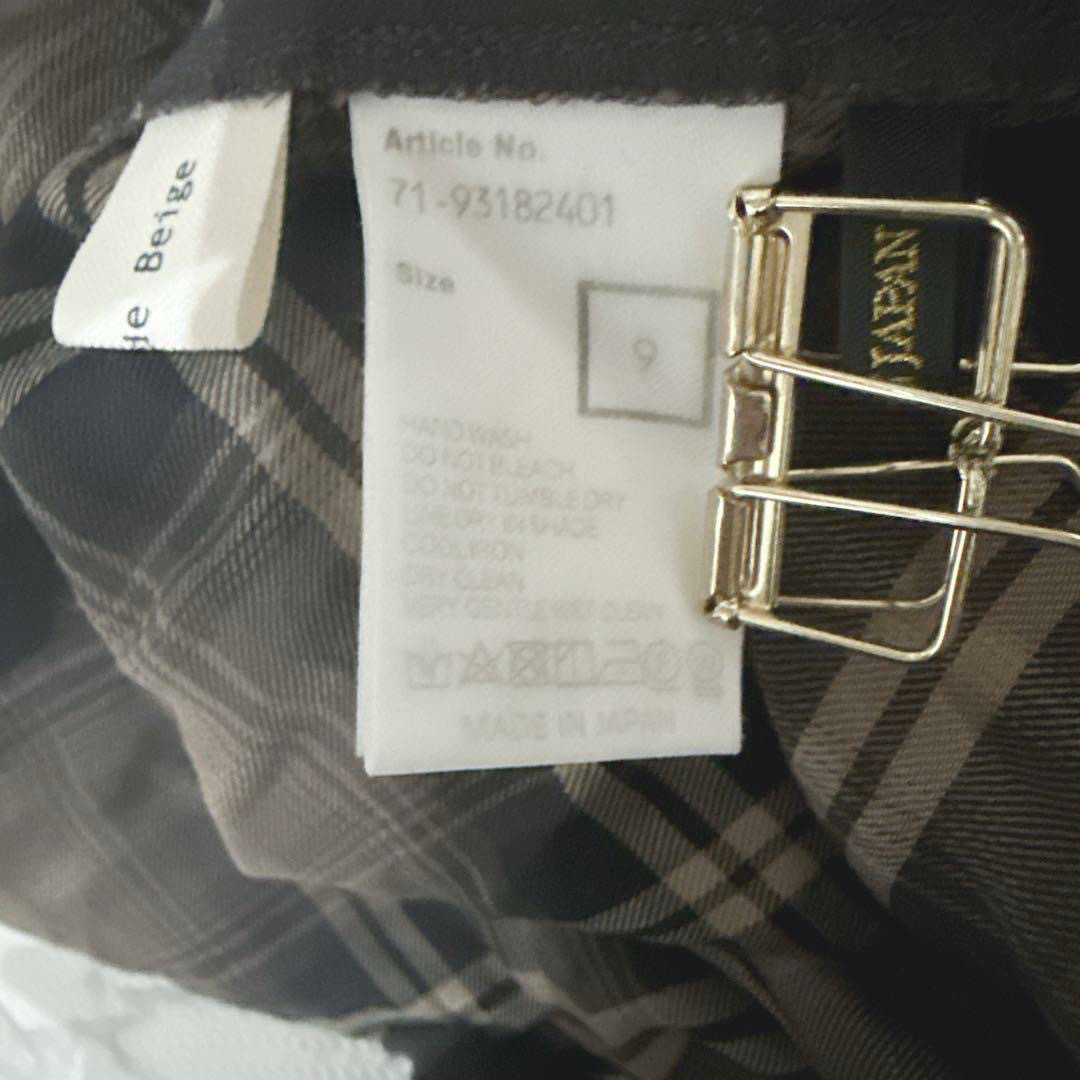 de Beige
Article No.
71-93182401
Size
9
HAND WASH
DO NOT BLEACH
DO NOT TUMBLE DRY
LINE DRY IN SHADE
COOL IRON
DRY CLEAN
VERY GENTLE WET CLEAN
MADE IN JAPAN
JAPAN